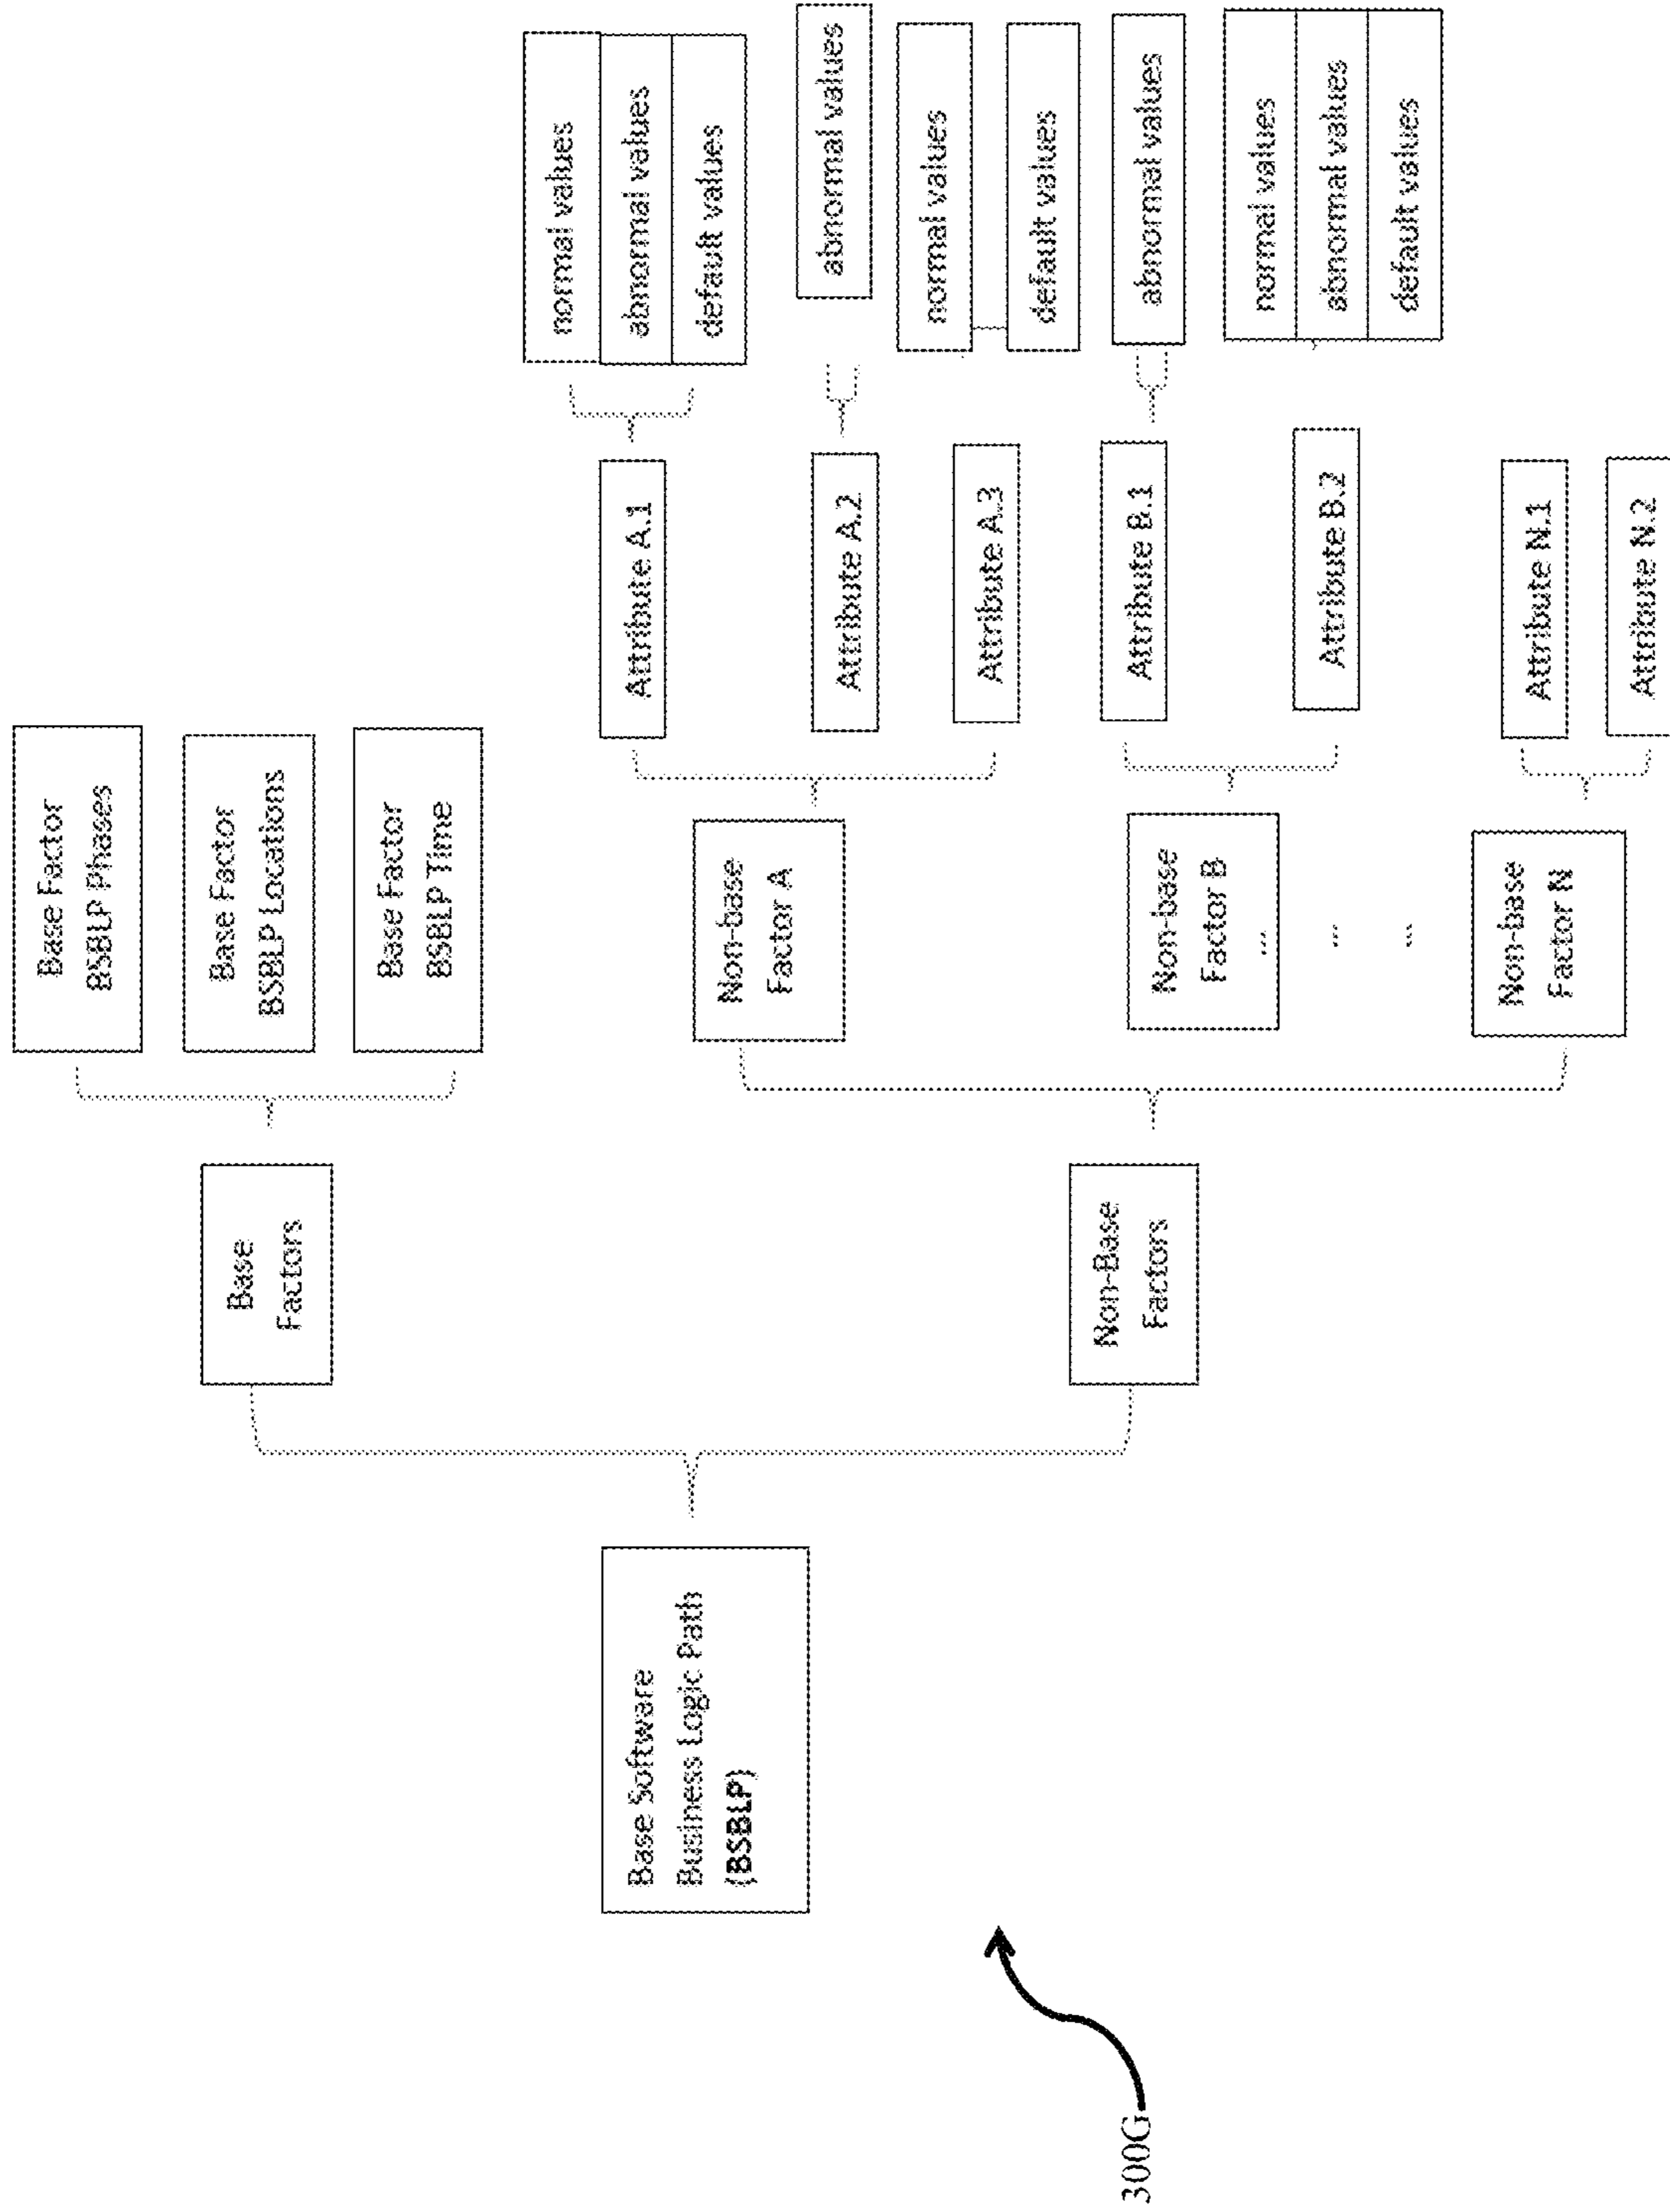 Base Software
Business Logic Path
(BSBLP)
Base
Factors
Base Factor
BSBLP Phases
Base Factor
BSBLP Locations
Base Factor
BSBLP Time
Non-Base
Factors
Non-base
Factor A
Attribute A.1
normal values
abnormal values
default values
Attribute A.2
abnormal values
Attribute A.3
normal values
default values
Non-base
Factor B
...
...
...
Attribute B.1
abnormal values
Attribute B.2
normal values
abnormal values
default values
Non-base
Factor N
Attribute N.1
Attribute N.2
300G